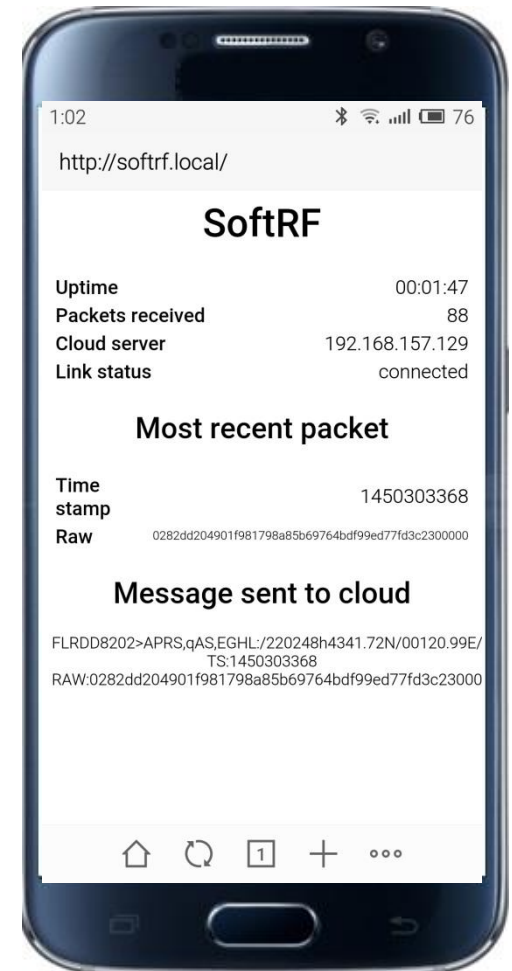 1:02 76
http://softrf.local/
SoftRF
Uptime 00:01:47
Packets received 88
Cloud server 192.168.157.129
Link status connected
Most recent packet
Time
stamp 1450303368
Raw 0282dd204901f981798a85b69764bdf99ed77fd3c2300000
Message sent to cloud
FLRDD8202>APRS,qAS,EGHL:/220248h4341.72N/00120.99E/
TS:1450303368
RAW:0282dd204901f981798a85b69764bdf99ed77fd3c23000
1